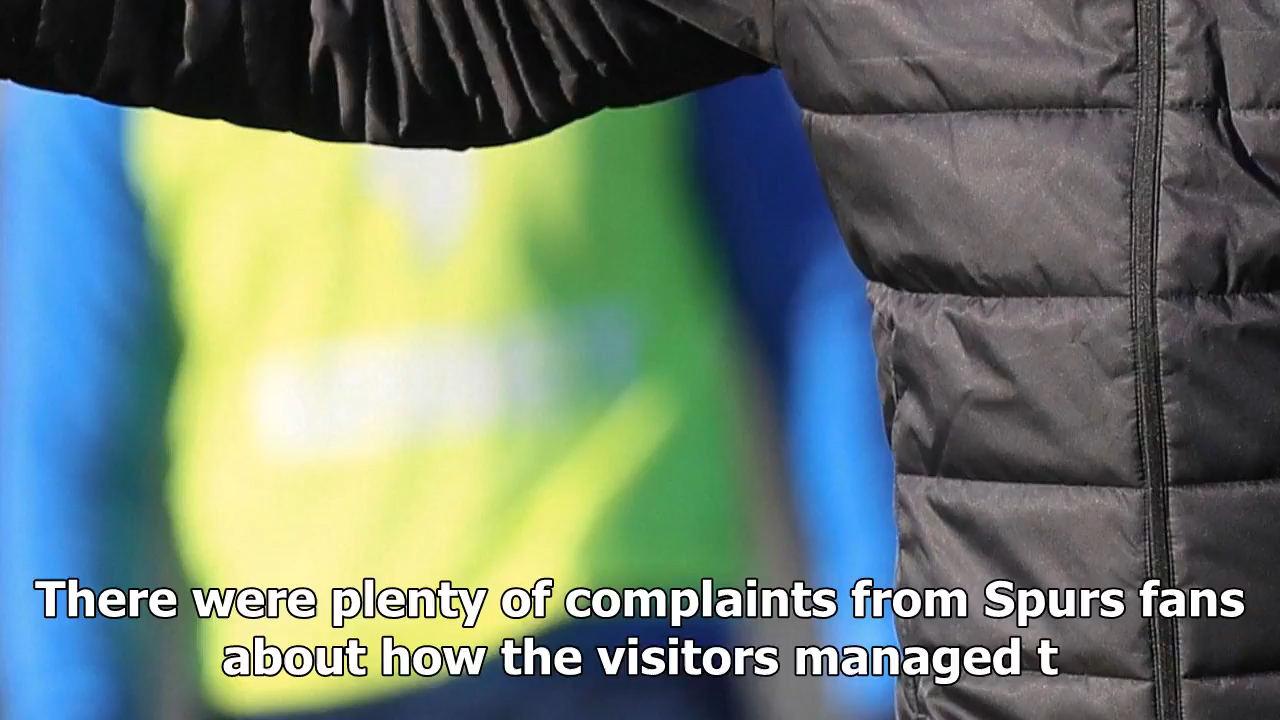 There were plenty of complaints from Spurs fans
about how the visitors managed t